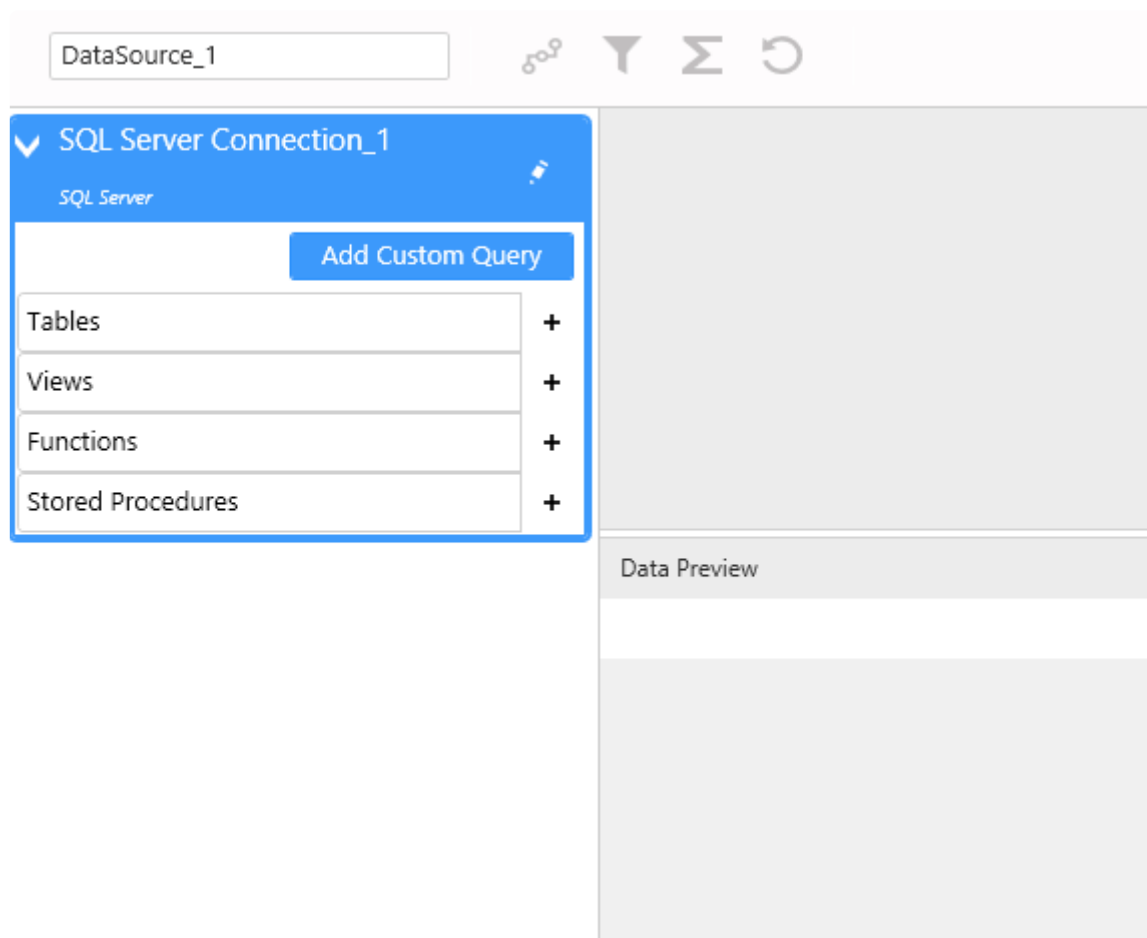 DataSource_1
SQL Server Connection_1
SQL Server
Add Custom Query
Tables
Views
Functions
Stored Procedures
Data Preview